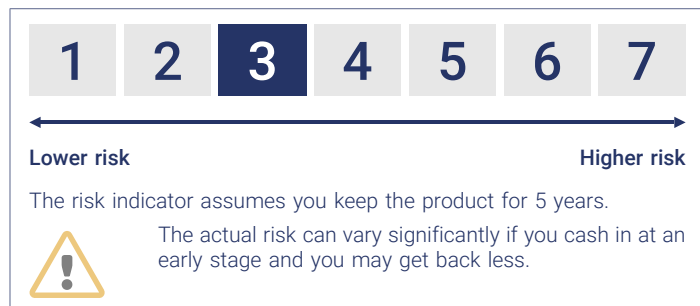 1 2 3 4 5 6 7
Lower risk Higher risk
The risk indicator assumes you keep the product for 5 years.
The actual risk can vary significantly if you cash in at an
early stage and you may get back less.